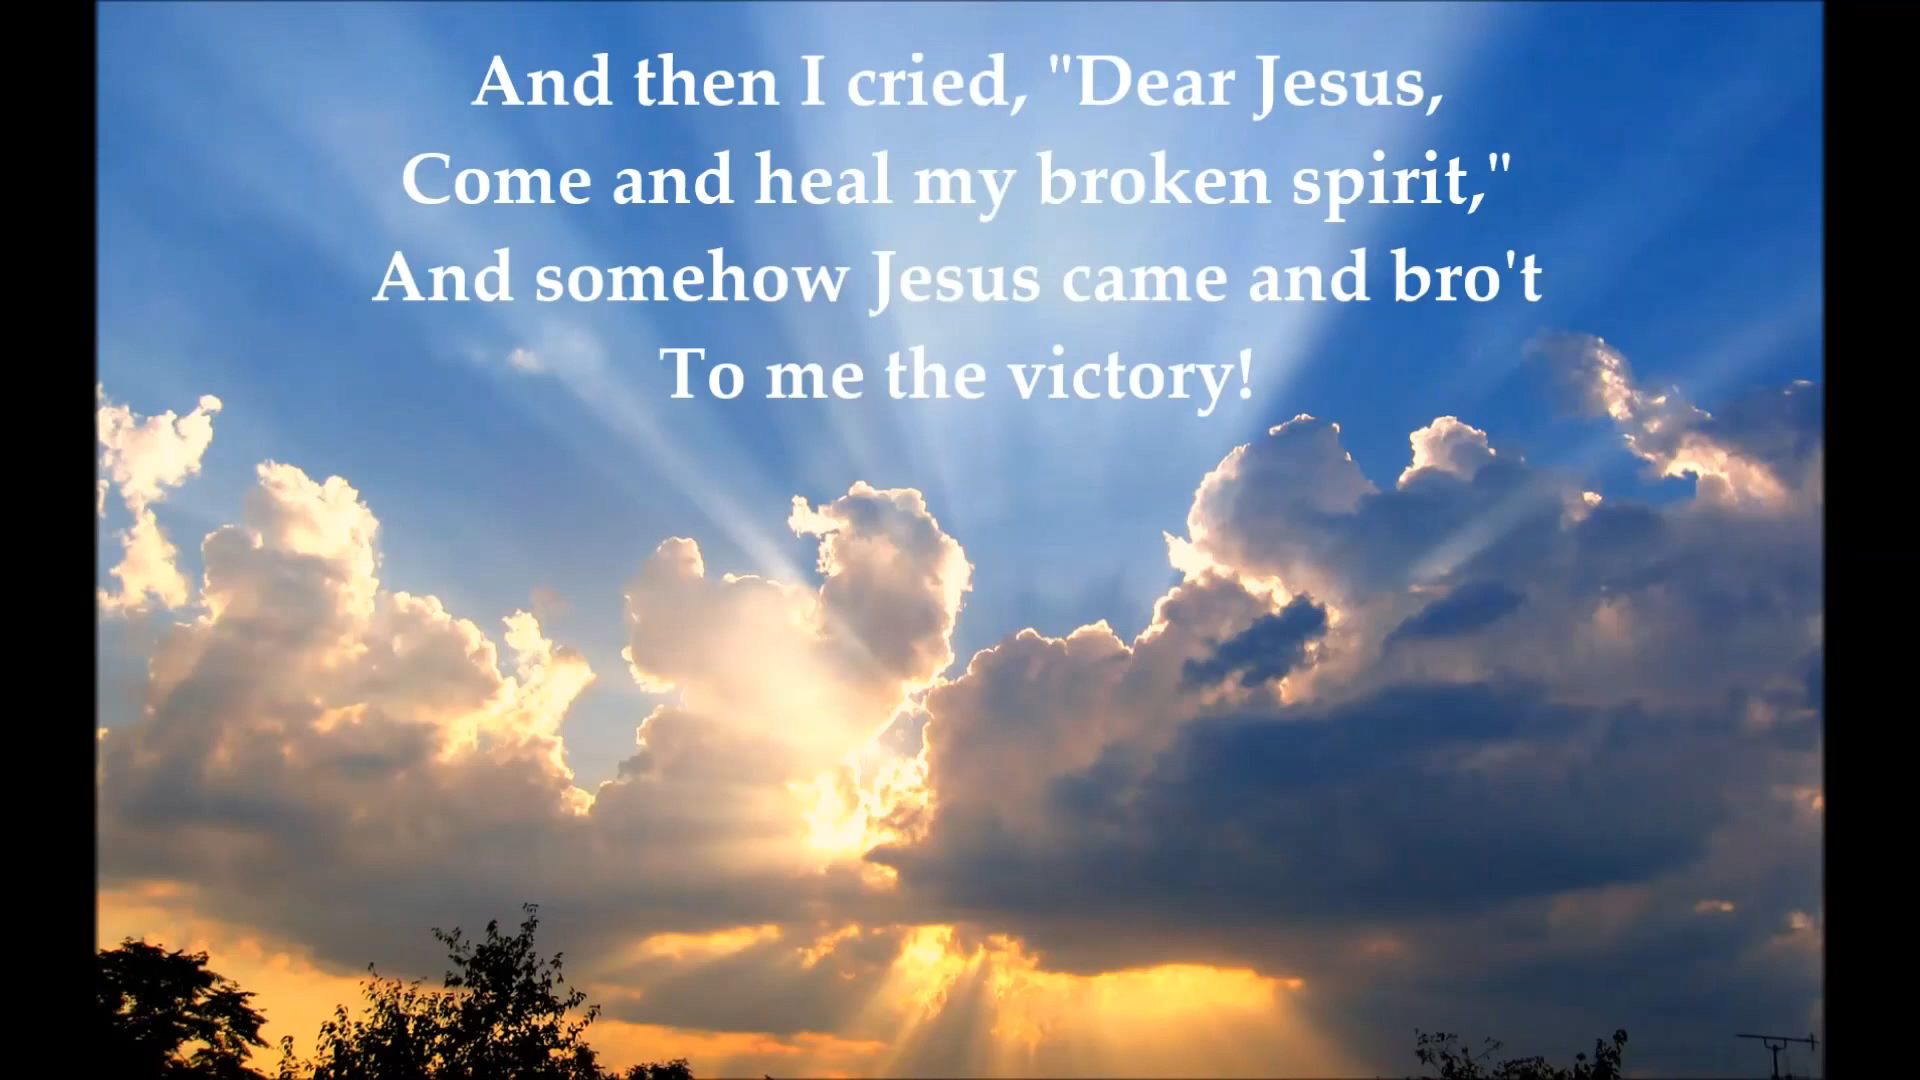 And then I cried, "Dear Jesus,
Come and heal my broken spirit,"
And somehow Jesus came and bro't
To me the victory!